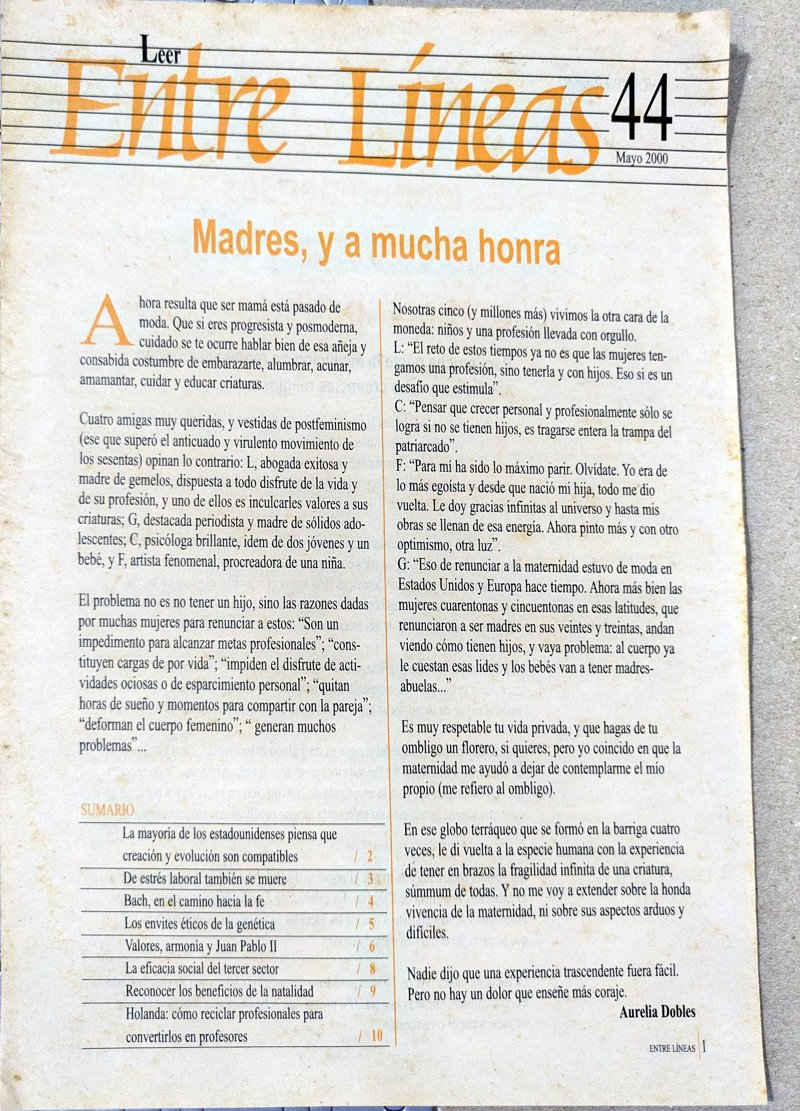 Leer
Entre Líneas
44
Mayo 2000
Madres, y a mucha honra
Ahora resulta que ser mamá está pasado de
moda. Que si eres progresista y posmoderna,
cuidado se te ocurre hablar bien de esa añeja y
consabida costumbre de embarazarte, alumbrar, acunar,
amamantar, cuidar y educar criaturas.
Cuatro amigas muy queridas, y vestidas de postfeminismo
(ese que superó el anticuado y virulento movimiento de
los sesentas) opinan lo contrario: L, abogada exitosa y
madre de gemelos, dispuesta a todo disfrute de la vida y
de su profesión, y uno de ellos es inculcarles valores a sus
criaturas; G, destacada periodista y madre de sólidos ado-
lescentes; C, psicóloga brillante, idem de dos jóvenes y un
bebé, y F, artista fenomenal, procreadora de una niña.
El problema no es no tener un hijo, sino las razones dadas
por muchas mujeres para renunciar a estos: “Son un
impedimento para alcanzar metas profesionales”; “cons-
tituyen cargas de por vida”; “impiden el disfrute de acti-
vidades ociosas o de esparcimiento personal”; “quitan
horas de sueño y momentos para compartir con la pareja”;
“deforman el cuerpo femenino”; “ generan muchos
problemas”...
SUMARIO
La mayoría de los estadounidenses piensa que
creación y evolución son compatibles / 2
De estrés laboral también se muere / 3
Bach, en el camino hacia la fe / 4
Los envites éticos de la genética / 5
Valores, armonía y Juan Pablo II / 6
La eficacia social del tercer sector / 8
Reconocer los beneficios de la natalidad / 9
Holanda: cómo reciclar profesionales para
convertirlos en profesores / 10
Nosotras cinco (y millones más) vivimos la otra cara de la
moneda: niños y una profesión llevada con orgullo.
L: “El reto de estos tiempos ya no es que las mujeres ten-
gamos una profesión, sino tenerla y con hijos. Eso si es un
desafío que estimula”.
C: “Pensar que crecer personal y profesionalmente sólo se
logra si no se tienen hijos, es tragarse entera la trampa del
patriarcado”.
F: “Para mí ha sido lo máximo parir. Olvídate. Yo era de
lo más egoísta y desde que nació mi hija, todo me dio
vuelta. Le doy gracias infinitas al universo y hasta mis
obras se llenan de esa energía. Ahora pinto más y con otro
optimismo, otra luz”.
G: “Eso de renunciar a la maternidad estuvo de moda en
Estados Unidos y Europa hace tiempo. Ahora más bien las
mujeres cuarentonas y cincuentonas en esas latitudes, que
renunciaron a ser madres en sus veintes y treintas, andan
viendo cómo tienen hijos, y vaya problema: al cuerpo ya
le cuestan esas lides y los bebés van a tener madres-
abuelas...”
Es muy respetable tu vida privada, y que hagas de tu
ombligo un florero, si quieres, pero yo coincido en que la
maternidad me ayudó a dejar de contemplarme el mío
propio (me refiero al ombligo).
En ese globo terráqueo que se formó en la barriga cuatro
veces, le di vuelta a la especie humana con la experiencia
de tener en brazos la fragilidad infinita de una criatura,
súmmum de todas. Y no me voy a extender sobre la honda
vivencia de la maternidad, ni sobre sus aspectos arduos y
difíciles.
Nadie dijo que una experiencia trascendente fuera fácil.
Pero no hay un dolor que enseñe más coraje.
Aurelia Dobles
ENTRE LÍNEAS 1